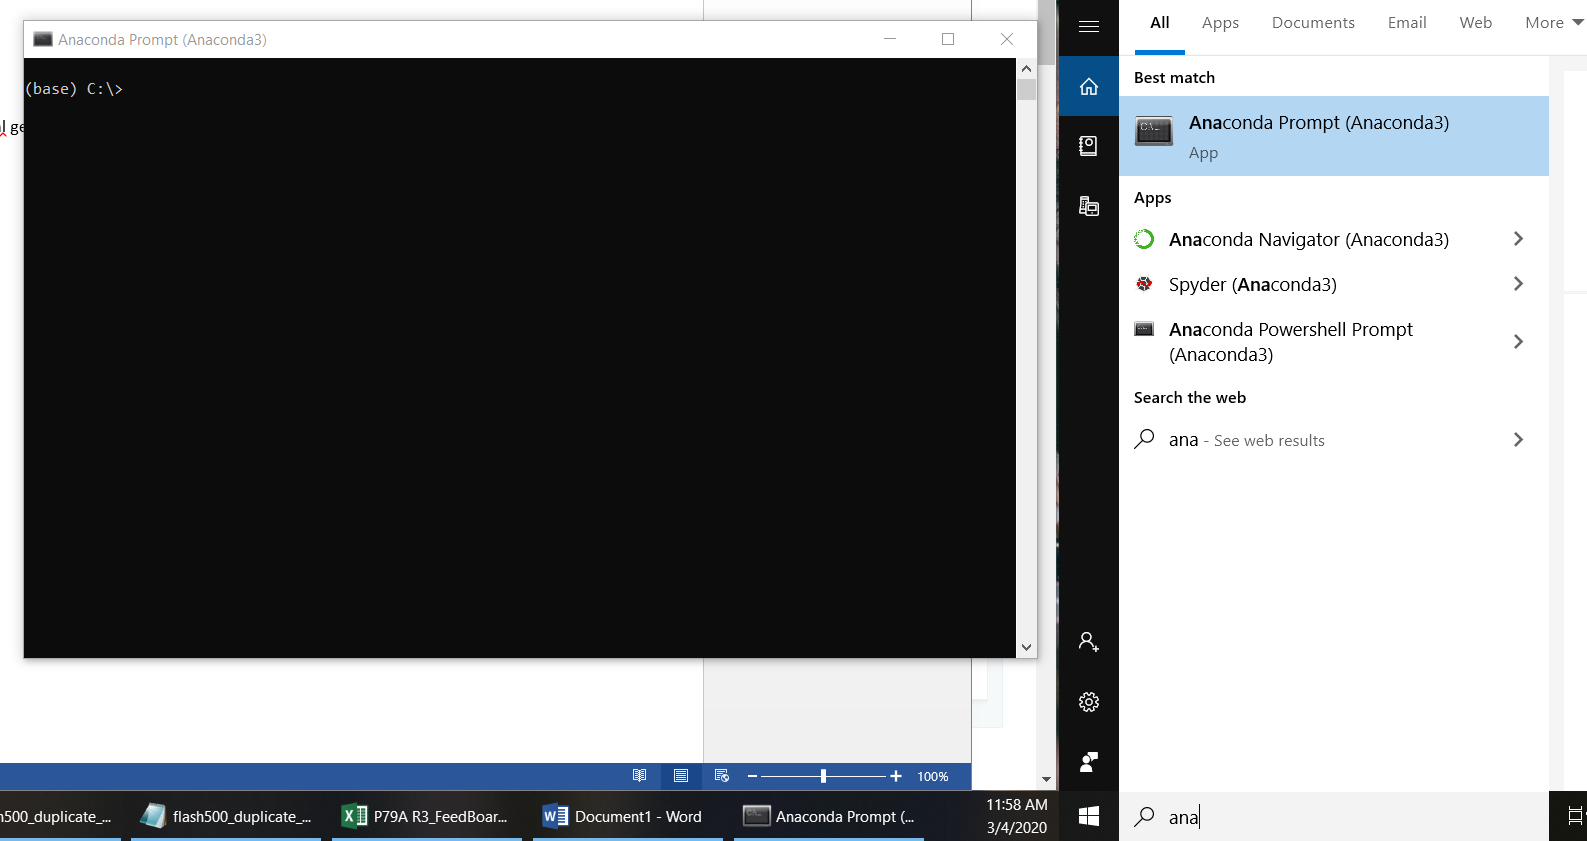 Anaconda Prompt (Anaconda3)
(base) C:\>
l ge
All Apps Documents Email Web More
Best match
Anaconda Prompt (Anaconda3)
App
Apps
Anaconda Navigator (Anaconda3)
Spyder (Anaconda3)
Anaconda Powershell Prompt
(Anaconda3)
Search the web
ana - See web results
100%
h500_duplicate_... flash500_duplicate_... P79A R3_FeedBoar... Document1 - Word Anaconda Prompt (...
11:58 AM
3/4/2020
ana